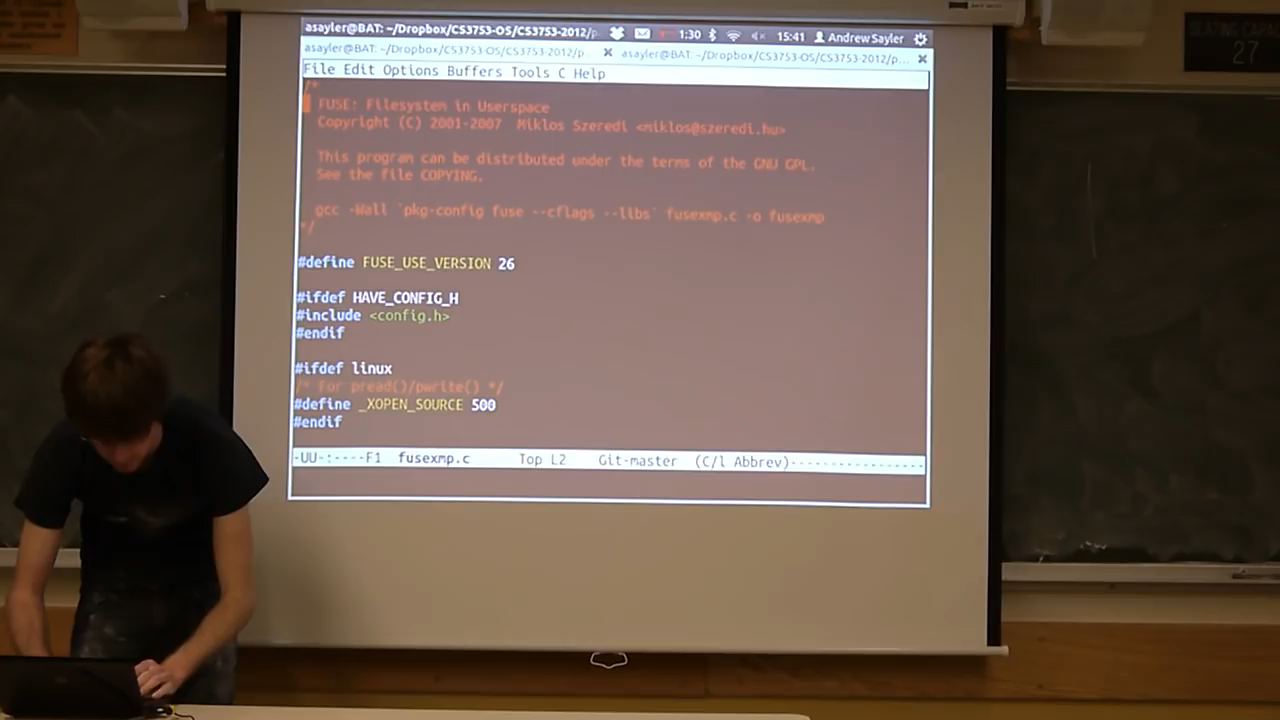 asayler@BAT: ~/Dropbox/CS3753-OS/CS3753-2012/p 1:30 15:41 Andrew Sayler
asayler@BAT: ~/Dropbox/CS3753-OS/CS3753-2012/p... × asayler@BAT: ~/Dropbox/CS3753-OS/CS3753-2012/p... ×
File Edit Options Buffers Tools C Help
/*
FUSE: Filesystem in Userspace
Copyright (C) 2001-2007 Miklos Szeredi <miklos@szeredi.hu>
This program can be distributed under the terms of the GNU GPL.
See the file COPYING.
gcc -Wall `pkg-config fuse --cflags --libs` fusexmp.c -o fusexmp
*/
#define FUSE_USE_VERSION 26
#ifdef HAVE_CONFIG_H
#include <config.h>
#endif
#ifdef linux
/* For pread()/pwrite() */
#define _XOPEN_SOURCE 500
#endif
-UU-:----F1 fusexmp.c Top L2 Git-master (C/l Abbrev)----------------
SEATING CAPA
27